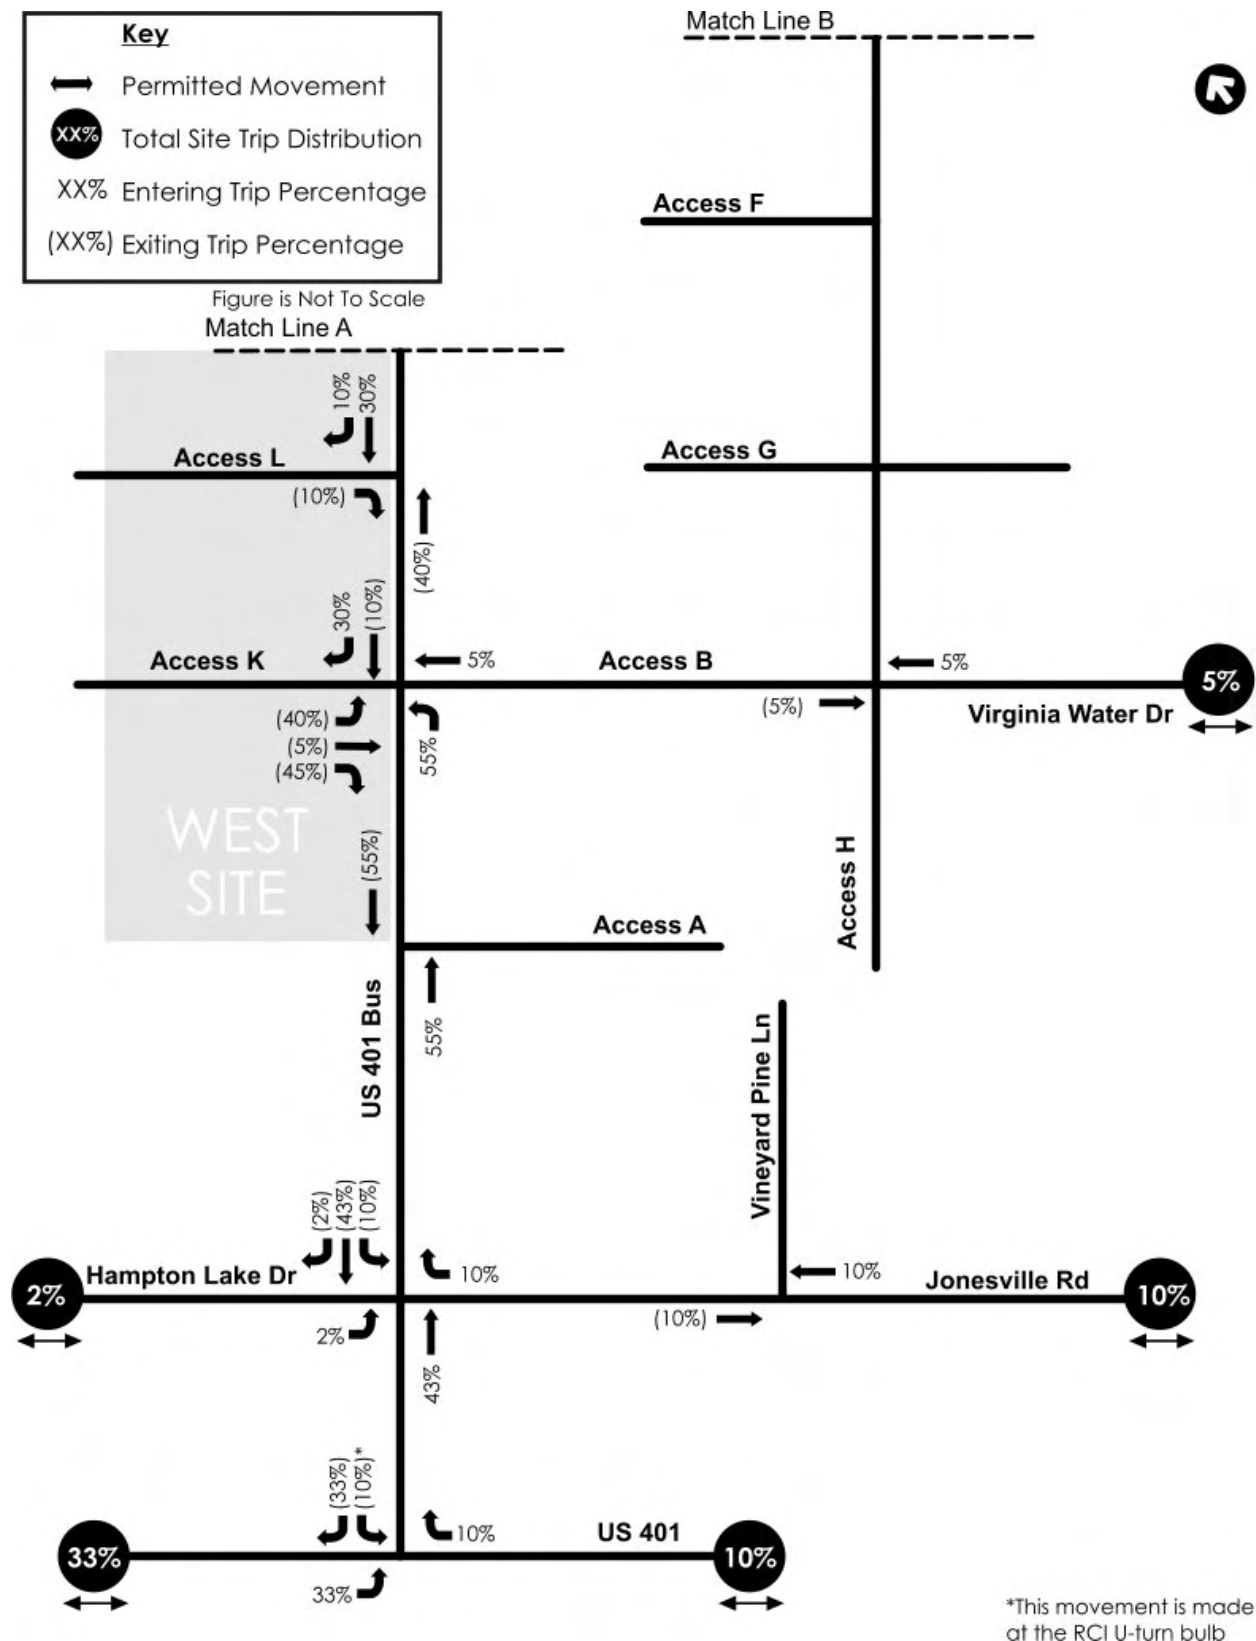 Match Line B
Key
Permitted Movement
XX% Total Site Trip Distribution
XX% Entering Trip Percentage
(XX%) Exiting Trip Percentage
Figure is Not To Scale
Match Line A
Access F
10%
30%
Access L
Access G
(10%)
(40%)
30%
(10%)
Access K
5%
Access B
5%
5%
(40%)
(5%)
(45%)
55%
(5%)
Virginia Water Dr
WEST
SITE
(55%)
Access H
Access A
US 401 Bus
55%
Vineyard Pine Ln
(2%)
(43%)
(10%)
2%
Hampton Lake Dr
10%
10%
Jonesville Rd
10%
2%
(10%)
43%
(33%)
(10%)*
33%
10%
US 401
10%
33%
*This movement is made
at the RCI U-turn bulb